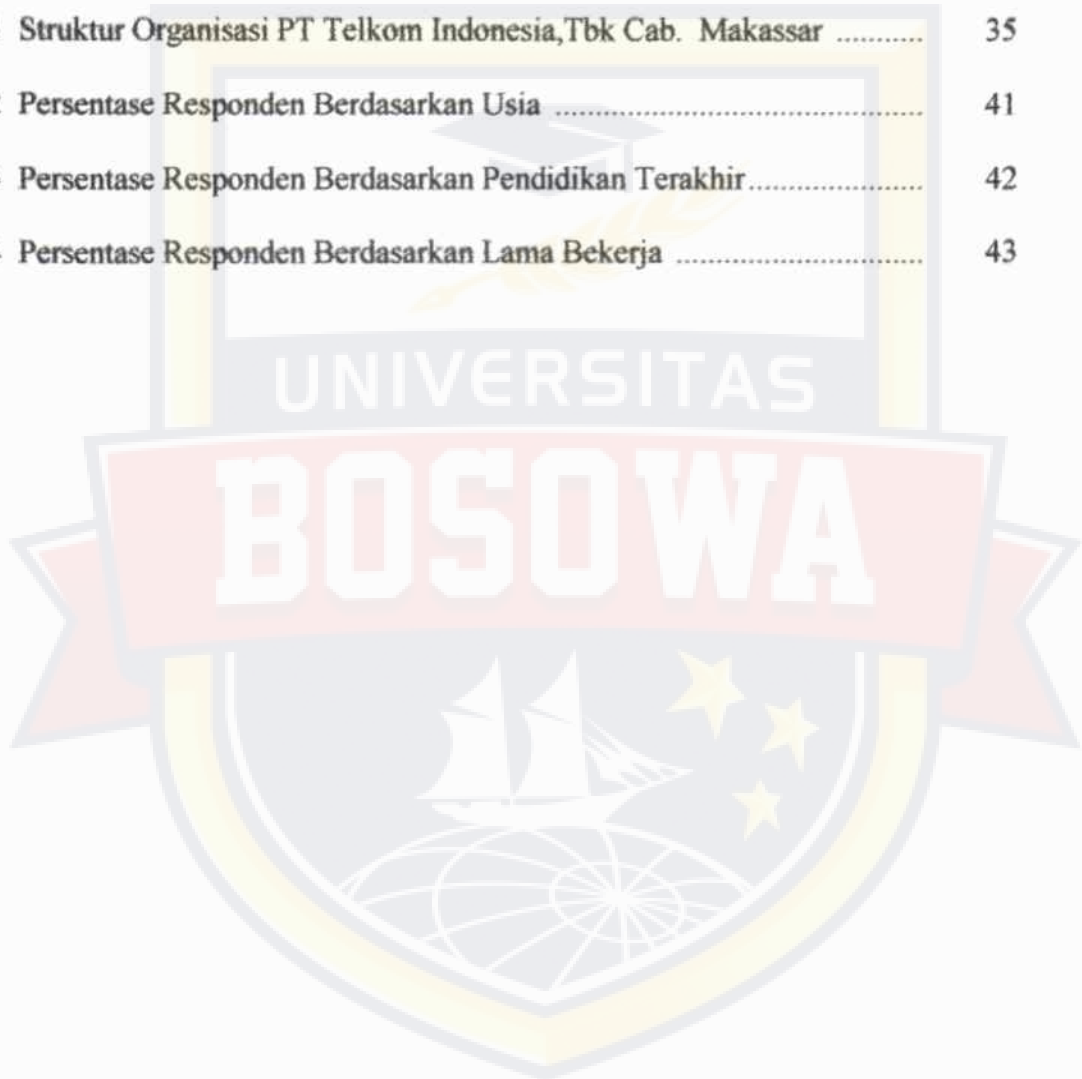 Struktur Organisasi PT Telkom Indonesia,Tbk Cab. Makassar ........... 35
Persentase Responden Berdasarkan Usia ........................................... 41
Persentase Responden Berdasarkan Pendidikan Terakhir...................... 42
Persentase Responden Berdasarkan Lama Bekerja ............................. 43
UNIVERSITAS
BOSOWA